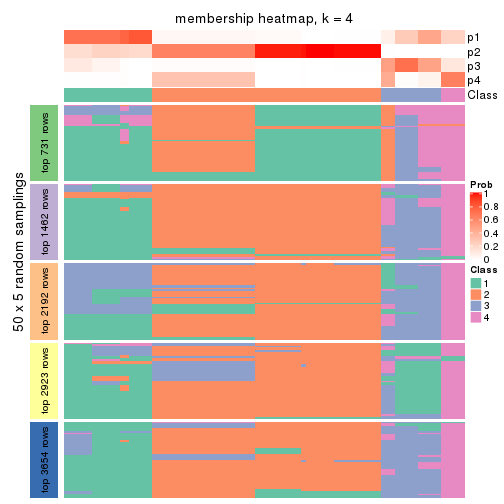 membership heatmap, k = 4
p1
p2
p3
p4
Class
50 x 5 random samplings
top 731 rows
top 1462 rows
top 2192 rows
top 2923 rows
top 3654 rows
Prob
1
0.8
0.6
0.4
0.2
0
Class
1
2
3
4